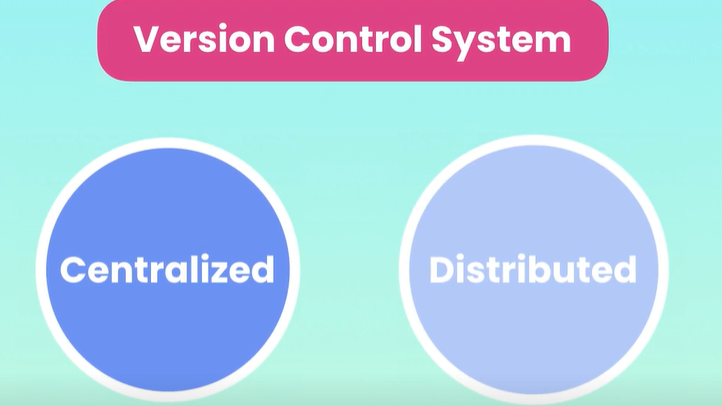 Version Control System
Centralized
Distributed